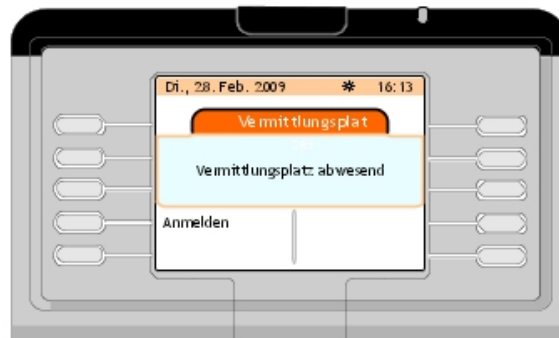 Di., 28. Feb. 2009 16:13
Vermittlungsplat
Vermittlungsplatz abwesend
Anmelden